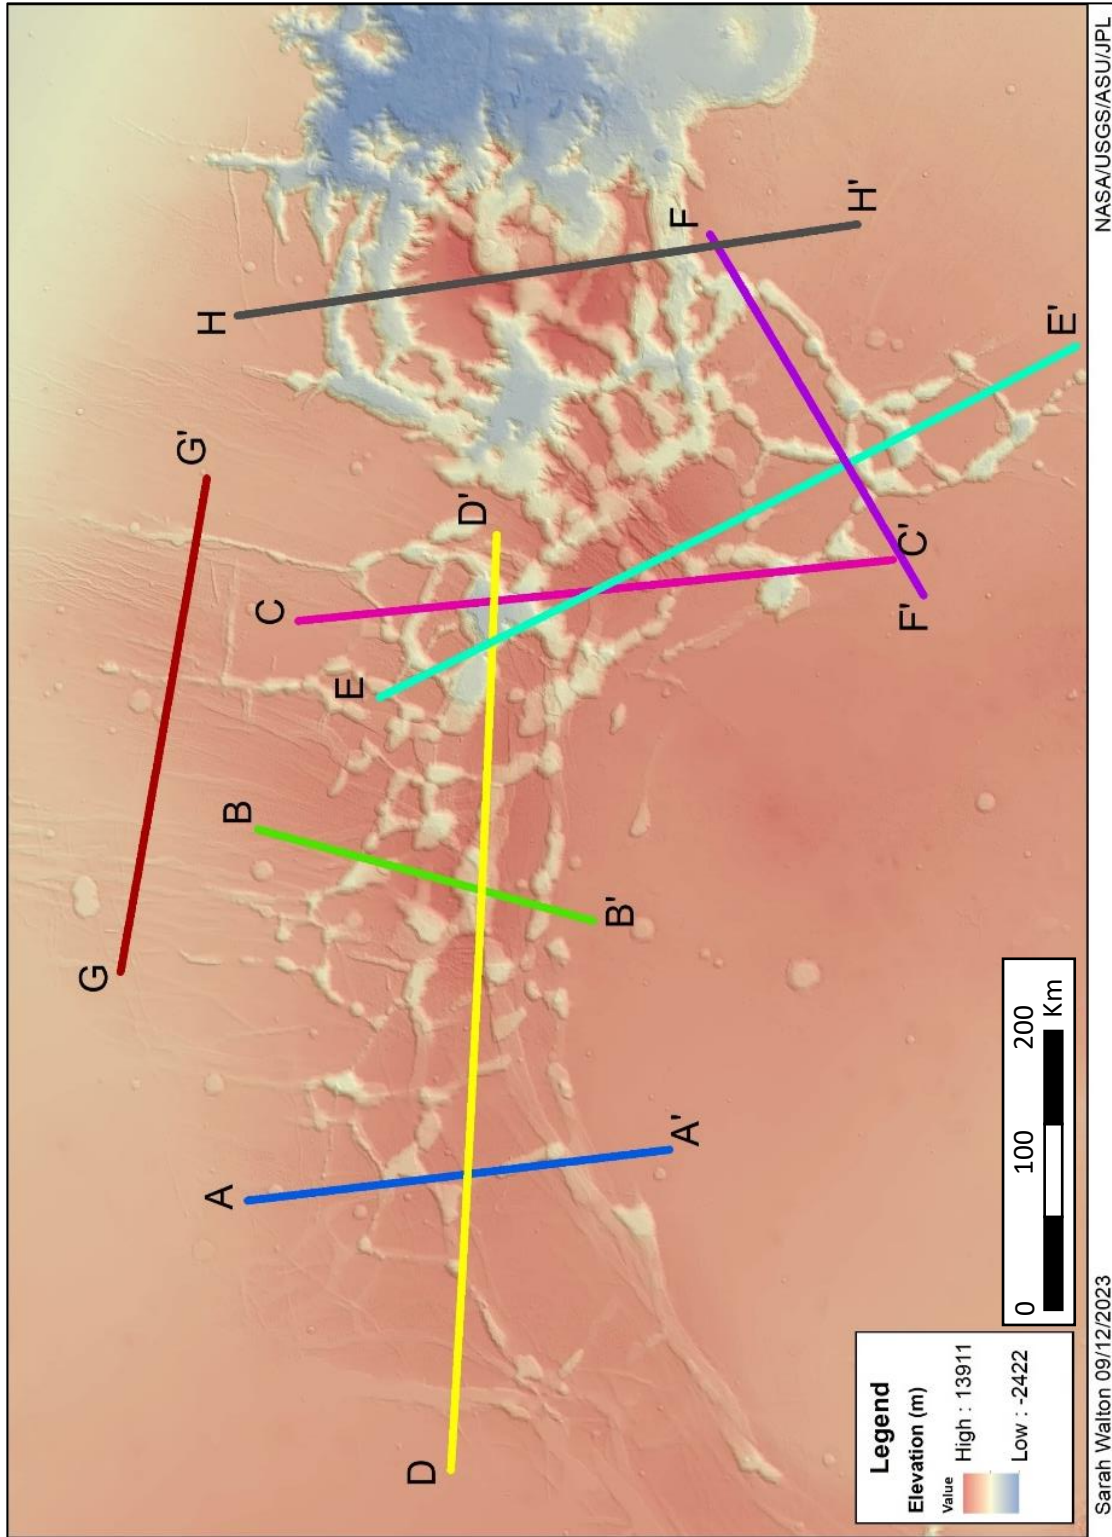 G
G'
B
B'
A
A'
C
C'
D
D'
E
E'
F
F'
H
H'
Legend
Elevation (m)
Value
High : 13911
Low : -2422
0 100 200
Km
Sarah Walton 09/12/2023
NASA/USGS/ASU/JPL